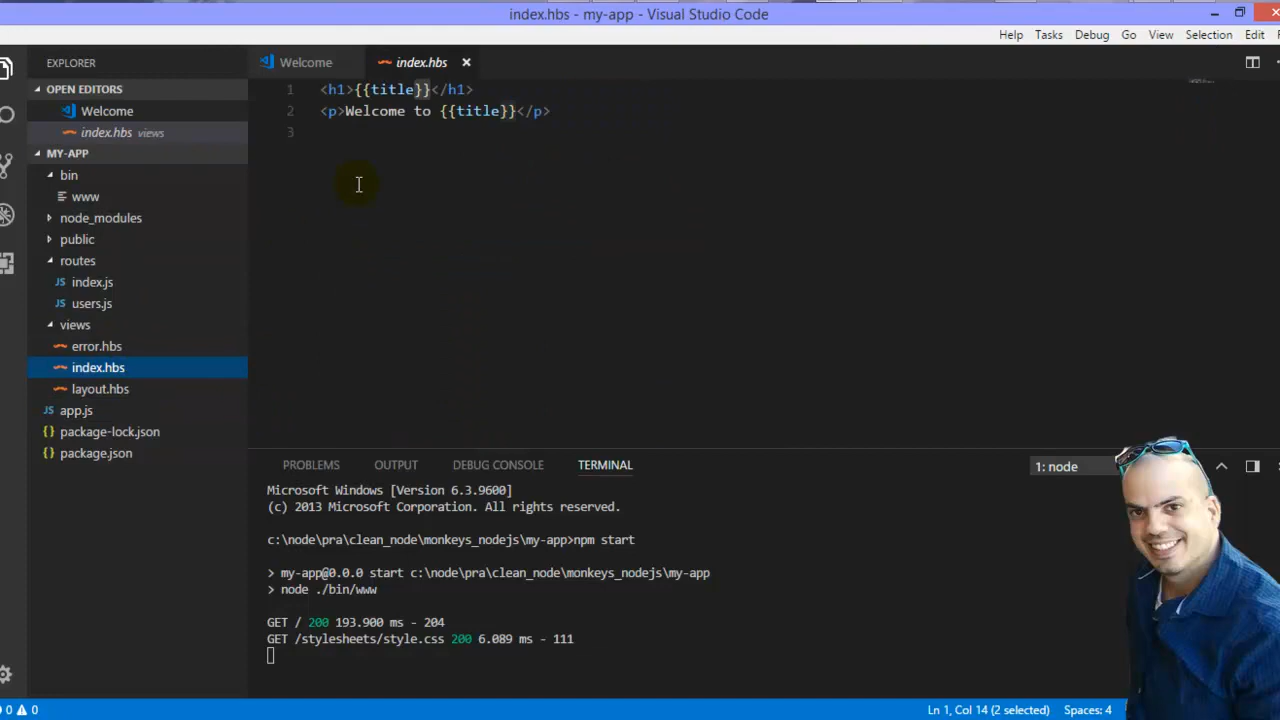 index.hbs - my-app - Visual Studio Code
Help Tasks Debug Go View Selection Edit
EXPLORER
OPEN EDITORS
Welcome
index.hbs views
MY-APP
bin
www
node_modules
public
routes
index.js
users.js
views
error.hbs
index.hbs
layout.hbs
app.js
package-lock.json
package.json
Welcome index.hbs
1 <h1>{{title}}</h1>
2 <p>Welcome to {{title}}</p>
3
PROBLEMS OUTPUT DEBUG CONSOLE TERMINAL 1: node
Microsoft Windows [Version 6.3.9600]
(c) 2013 Microsoft Corporation. All rights reserved.
c:\node\pra\clean_node\monkeys_nodejs\my-app>npm start
> my-app@0.0.0 start c:\node\pra\clean_node\monkeys_nodejs\my-app
> node ./bin/www
GET / 200 193.900 ms - 204
GET /stylesheets/style.css 200 6.089 ms - 111
0 0 Ln 1, Col 14 (2 selected) Spaces: 4